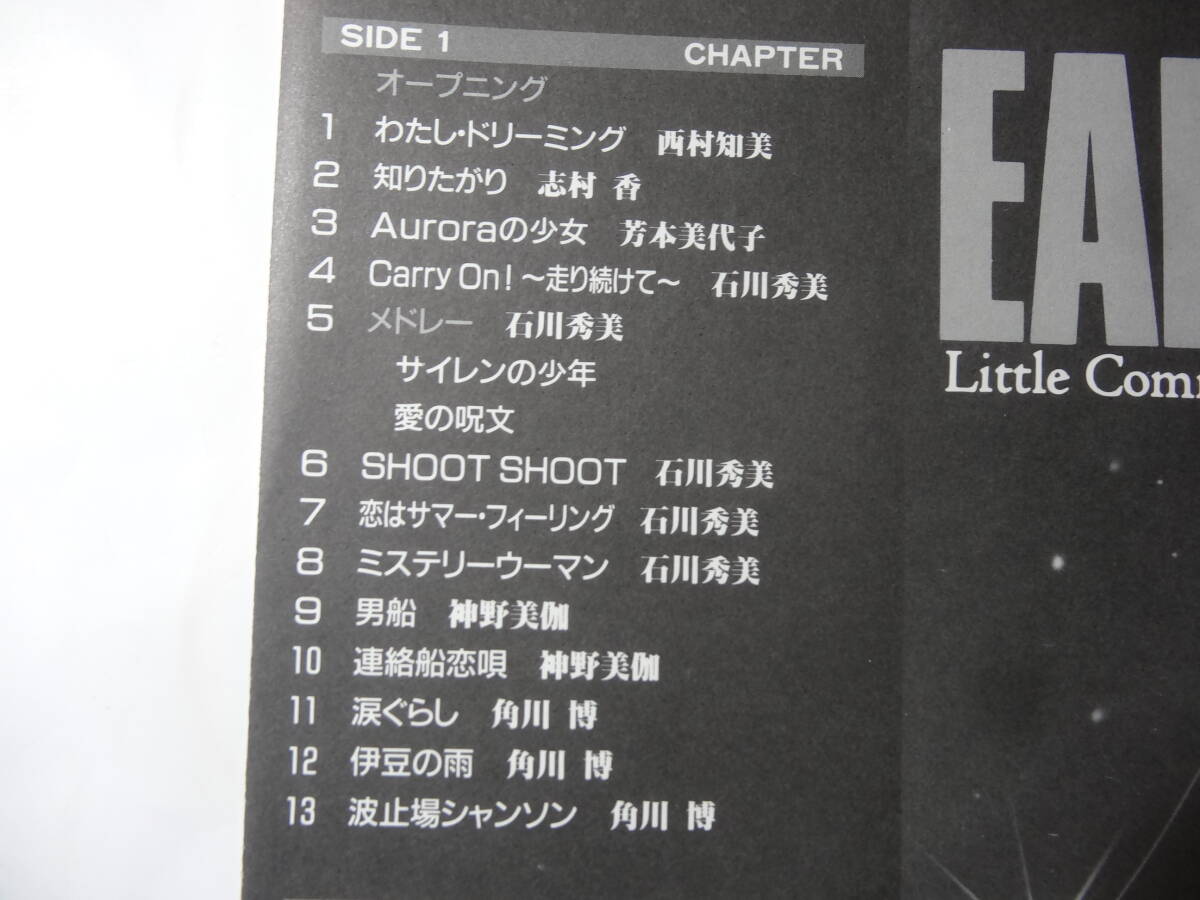 SIDE 1 CHAPTER
オープニング
1 わたし・ドリーミング 西村知美
2 知りたがり 志村 香
3 Auroraの少女 芳本美代子
4 Carry On! ～走り続けて～ 石川秀美
5 メドレー 石川秀美
サイレンの少年
愛の呪文
6 SHOOT SHOOT 石川秀美
7 恋はサマー・フィーリング 石川秀美
8 ミステリーウーマン 石川秀美
9 男船 神野美伽
10 連絡船恋唄 神野美伽
11 涙ぐらし 角川 博
12 伊豆の雨 角川 博
13 波止場シャンソン 角川 博
EA
Little Com